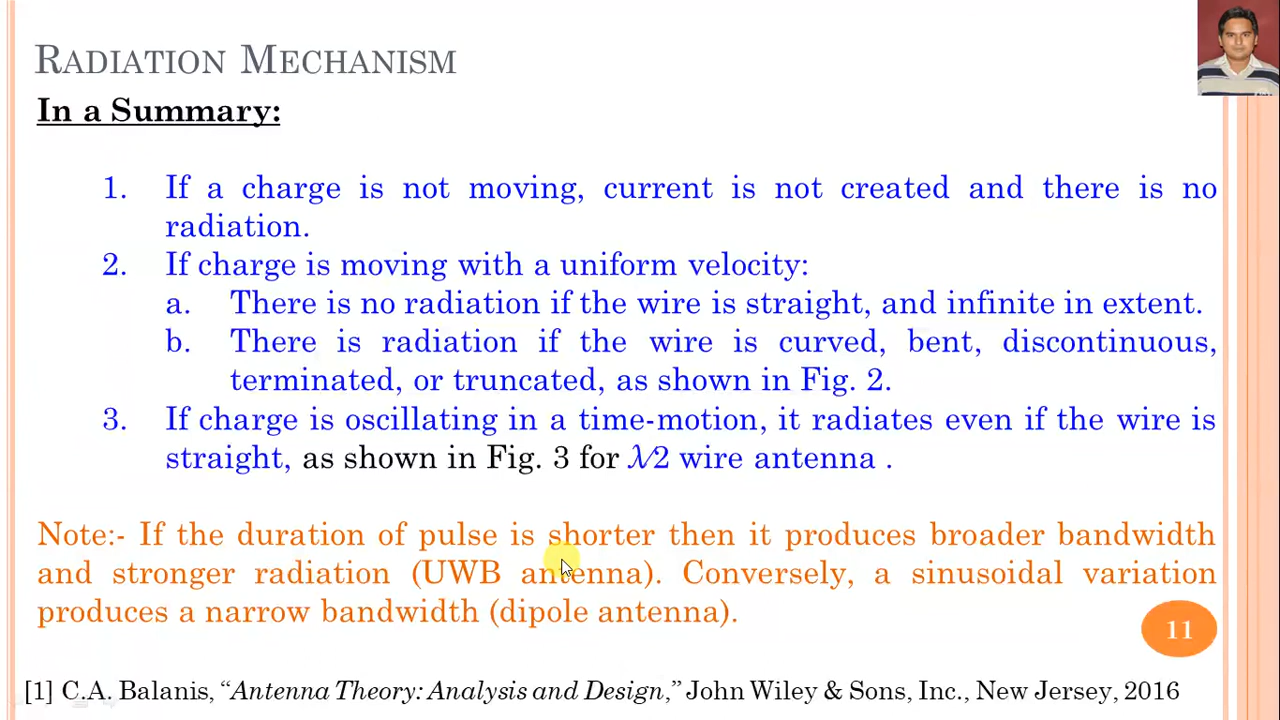 RADIATION MECHANISM
In a Summary:
1. If a charge is not moving, current is not created and there is no
radiation.
2. If charge is moving with a uniform velocity:
a. There is no radiation if the wire is straight, and infinite in extent.
b. There is radiation if the wire is curved, bent, discontinuous,
terminated, or truncated, as shown in Fig. 2.
3. If charge is oscillating in a time-motion, it radiates even if the wire is
straight, as shown in Fig. 3 for λ/2 wire antenna .
Note:- If the duration of pulse is shorter then it produces broader bandwidth
and stronger radiation (UWB antenna). Conversely, a sinusoidal variation
produces a narrow bandwidth (dipole antenna).
11
[1] C.A. Balanis, “Antenna Theory: Analysis and Design,” John Wiley & Sons, Inc., New Jersey, 2016